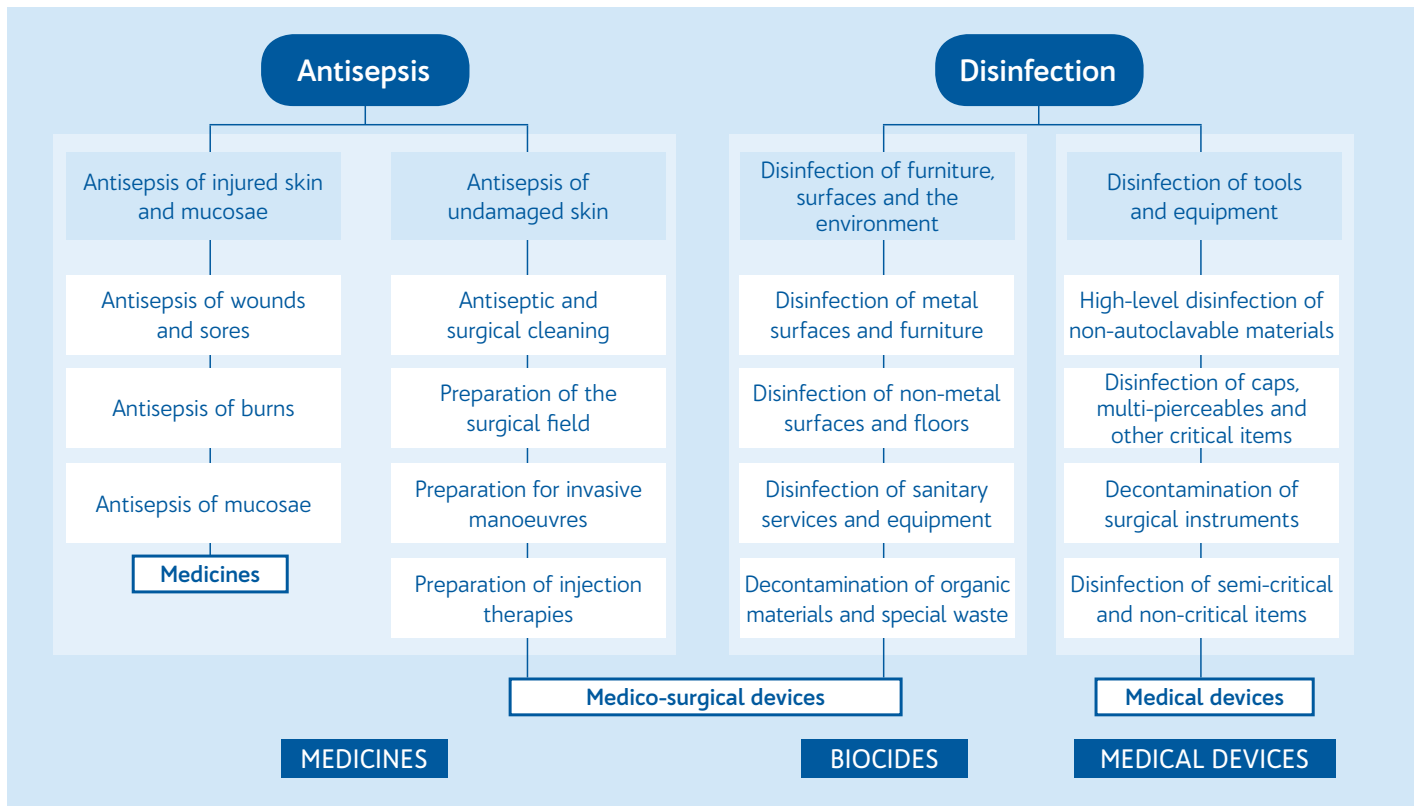 Antisepsis
Disinfection
Antisepsis of injured skin
and mucosae
Antisepsis of
undamaged skin
Disinfection of furniture,
surfaces and the
environment
Disinfection of tools
and equipment
Antisepsis of wounds
and sores
Antiseptic and
surgical cleaning
Disinfection of metal
surfaces and furniture
High-level disinfection of
non-autoclavable materials
Antisepsis of burns
Preparation of the
surgical field
Disinfection of non-metal
surfaces and floors
Disinfection of caps,
multi-pierceables and
other critical items
Antisepsis of mucosae
Preparation for invasive
manoeuvres
Disinfection of sanitary
services and equipment
Decontamination of
surgical instruments
Medicines
Preparation of injection
therapies
Decontamination of organic
materials and special waste
Disinfection of semi-critical
and non-critical items
Medico-surgical devices
Medical devices
MEDICINES
BIOCIDES
MEDICAL DEVICES